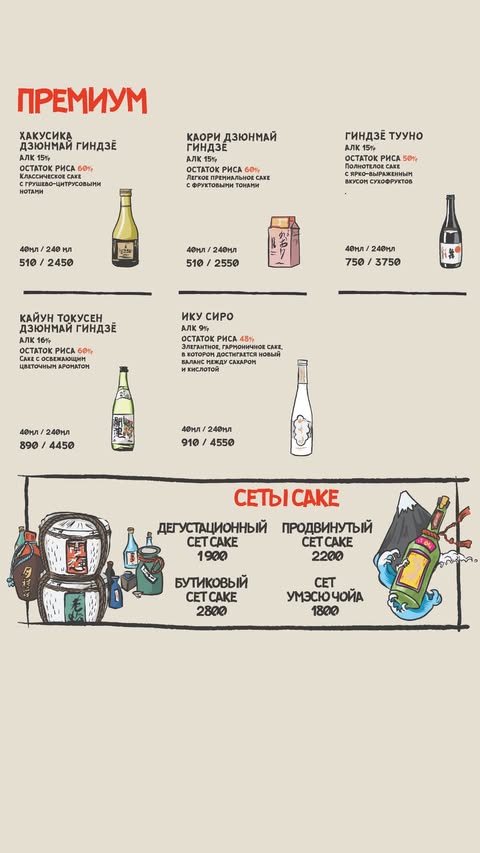 ПРЕМИУМ
ХАКУСИКА
ДЗЮНМАЙ ГИНДЗЁ
АЛК 15%
ОСТАТОК РИСА 60%
КЛАССИЧЕСКОЕ САКЕ
С ГРУШЕВО-ЦИТРУСОВЫМИ
НОТАМИ
40МЛ / 240 МЛ
510 / 2450
КАОРИ ДЗЮНМАЙ
ГИНДЗЁ
АЛК 15%
ОСТАТОК РИСА 60%
ЛЕГКОЕ ПРЕМИАЛЬНОЕ САКЕ
С ФРУКТОВЫМИ ТОНАМИ
40МЛ / 240МЛ
510 / 2550
ГИНДЗЁ ТУУНО
АЛК 15%
ОСТАТОК РИСА 50%
ПОЛНОТЕЛОЕ САКЕ
С ЯРКО-ВЫРАЖЕННЫМ
ВКУСОМ СУХОФРУКТОВ
40МЛ / 240МЛ
750 / 3750
КАЙУН ТОКУСЕН
ДЗЮНМАЙ ГИНДЗЁ
АЛК 16%
ОСТАТОК РИСА 60%
САКЕ С ОСВЕЖАЮЩИМ
ЦВЕТОЧНЫМ АРОМАТОМ
40МЛ / 240МЛ
890 / 4450
ИКУ СИРО
АЛК 9%
ОСТАТОК РИСА 48%
ЭЛЕГАНТНОЕ, ГАРМОНИЧНОЕ САКЕ,
В КОТОРОМ ДОСТИГАЕТСЯ НОВЫЙ
БАЛАНС МЕЖДУ САХАРОМ
И КИСЛОТОЙ
40МЛ / 240МЛ
910 / 4550
СЕТЫ САКЕ
ДЕГУСТАЦИОННЫЙ
СЕТ САКЕ
1900
ПРОДВИНУТЫЙ
СЕТ САКЕ
2200
БУТИКОВЫЙ
СЕТ САКЕ
2800
СЕТ
УМЭСЮ ЧОЙА
1800